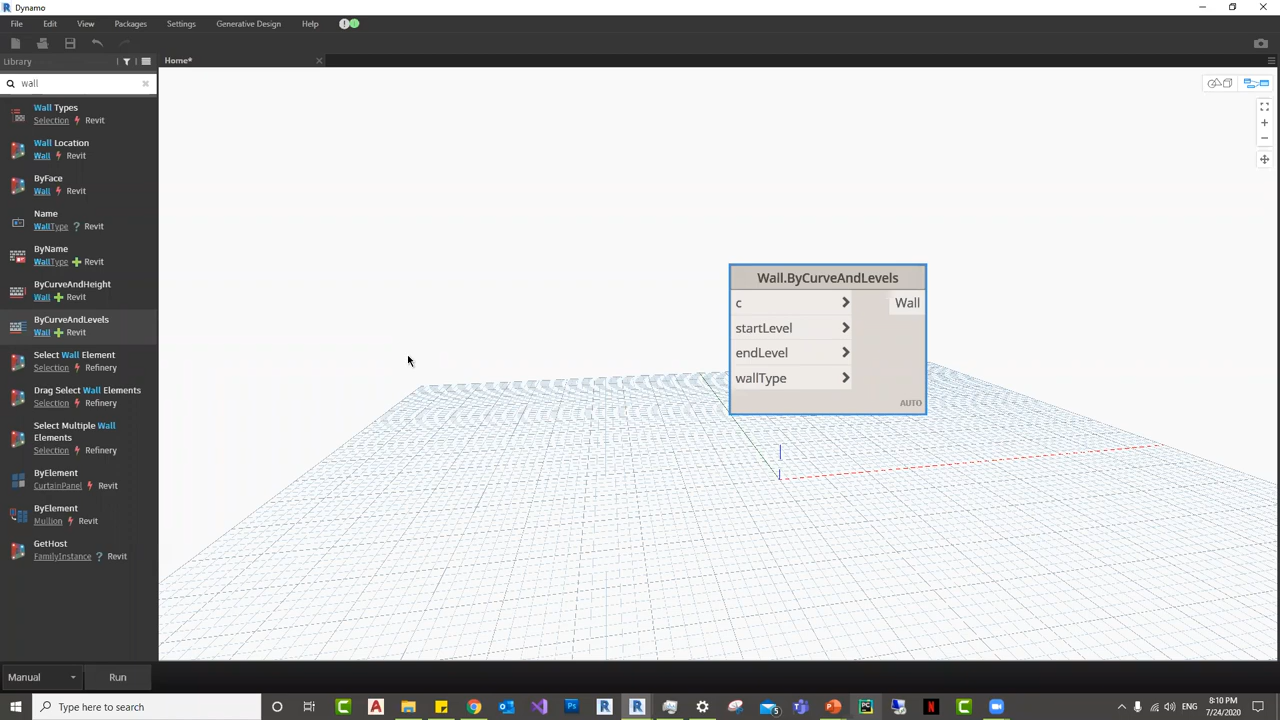 Dynamo
File Edit View Packages Settings Generative Design Help !
Library
Home*
wall
Wall Types
Selection Revit
Wall Location
Wall Revit
ByFace
Wall Revit
Name
WallType ? Revit
ByName
WallType Revit
ByCurveAndHeight
Wall Revit
ByCurveAndLevels
Wall Revit
Select Wall Element
Selection Refinery
Drag Select Wall Elements
Selection Refinery
Select Multiple Wall
Elements
Selection Refinery
ByElement
CurtainPanel Revit
ByElement
Mullion Revit
GetHost
FamilyInstance ? Revit
Wall.ByCurveAndLevels
c > Wall
startLevel >
endLevel >
wallType >
AUTO
Manual Run
Type here to search
5
8:10 PM
7/24/2020